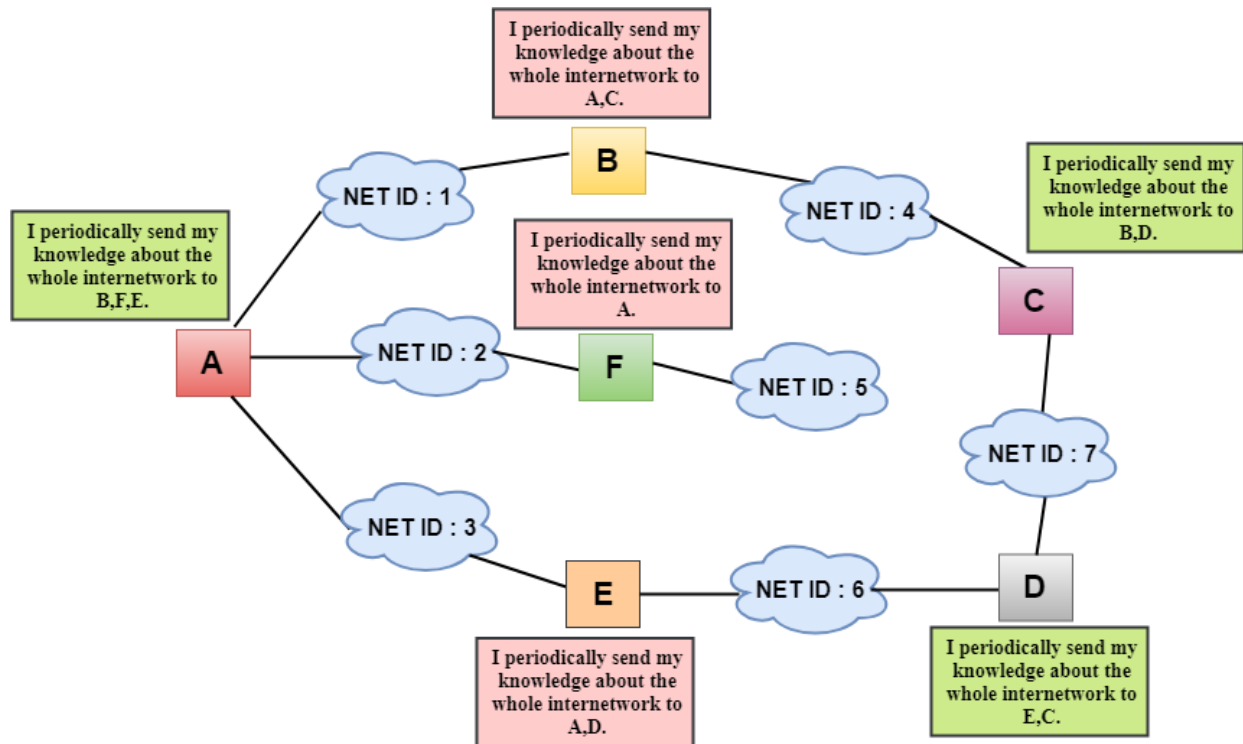 I periodically send my
knowledge about the
whole internetwork to
A,C.
B
NET ID : 1
NET ID : 4
I periodically send my
knowledge about the
whole internetwork to
B,D.
I periodically send my
knowledge about the
whole internetwork to
B,F,E.
I periodically send my
knowledge about the
whole internetwork to
A.
C
A
NET ID : 2
F
NET ID : 5
NET ID : 7
NET ID : 3
E
NET ID : 6
D
I periodically send my
knowledge about the
whole internetwork to
A,D.
I periodically send my
knowledge about the
whole internetwork to
E,C.